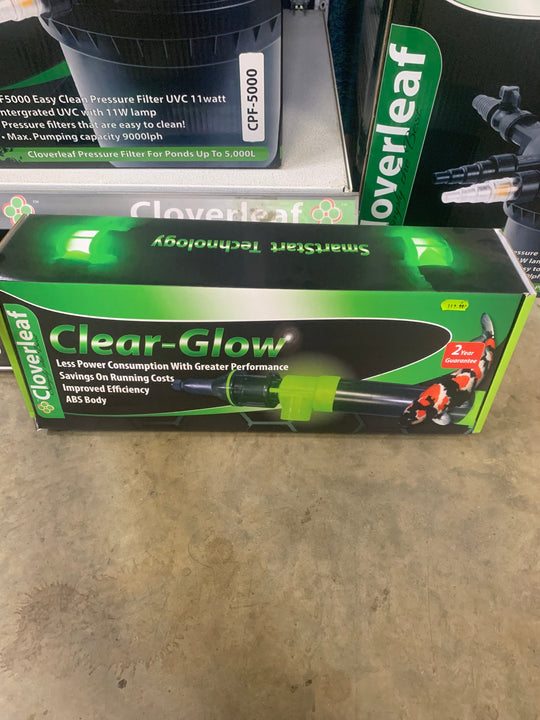 F5000 Easy Clean Pressure Filter UVC 11watt
ntergrated UVC with 11W lamp
Pressure filters that are easy to clean!
• Max. Pumping capacity 9000lph
CPF-5000
Cloverleaf Pressure Filter For Ponds Up To 5,000L
Cloverleaf
overleaf
SmartStart Technology
Cloverleaf
Clear-Glow
Less Power Consumption With Greater Performance
Savings On Running Costs
Improved Efficiency
ABS Body
2 Year
Guarantee